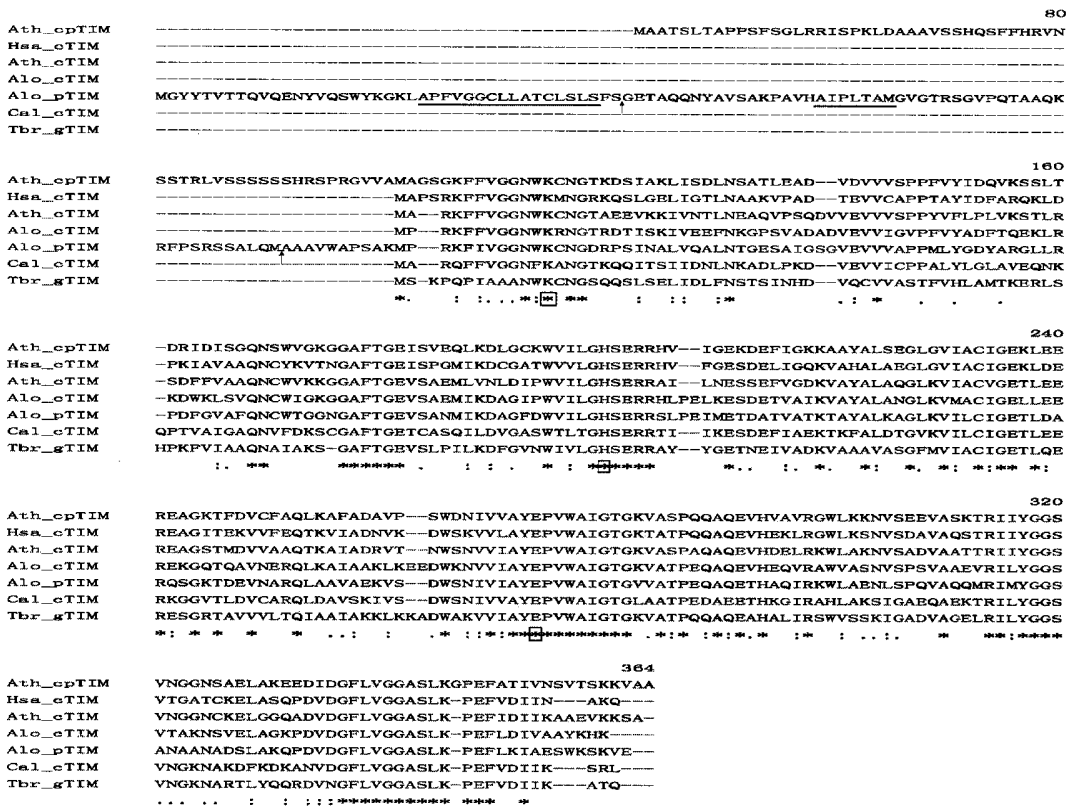 80
Ath_cpTIM ------------------------------------------MAATSLTAPPSFSGLRRISPKLDAAAVSSHQSFFHRVN
Hsa_cTIM --------------------------------------------------------------------------------
Ath_cTIM --------------------------------------------------------------------------------
Alo_cTIM --------------------------------------------------------------------------------
Alo_pTIM MGYYTVTTQVQENYVQSWYKGKLAPFVGGCLLATCLSLSFSGETAQQNYAVSAKPAVHAIPLTAMGVGTRSGVPQTAAQK
Cal_cTIM --------------------------------------------------------------------------------
Tbr_gTIM --------------------------------------------------------------------------------
160
Ath_cpTIM SSTRLVSSSSSSSHRSPRGVVAMAGSGKFFVGGNWKCNGTKDSIAKLISDLNSATLEAD--VDVVVSPPFVYIDQVKSSLT
Hsa_cTIM ---------------------MAPSRKFFVGGNWKMNGRKQSLGELIGTLNAAKVPAD--TEVVCAPPTAYIDFARQKLD
Ath_cTIM ---------------------MA--RKFFVGGNWKCNGTAEEVKKIVNTLNEAQVPSQDVVEVVVSPPYVFLPLVKSTLR
Alo_cTIM ---------------------MP--RKFFVGGNWKRNGTRDTISKIVEEFNKGPSVADADVEVVIGVPFVYADFTQEKLR
Alo_pTIM RFPSRSSALQMAAAVWAPSAKMP--RKFIVGGNWKCNGDRPSINALVQALNTGESAIGSGVEVVVAPPMLYGDYARGLLR
Cal_cTIM ---------------------MA--RQFFVGGNFKANGTKQQITSIIDNLNKADLPKD--VEVVICPPALYLGLAVEQNK
Tbr_gTIM ---------------------MS-KPQPIAAANWKCNGSQQSLSELIDLFNSTSINHD--VQCVVASTFVHLAMTKERLS
*. : :. *:*:** : :: : * .: * . . .
240
Ath_cpTIM -DRIDISGQNSWVGKGGAFTGEISVEQLKDLGCKWVILGHSERRHV--IGEKDEFIGKKAAYALSEGLGVIACIGEKLEE
Hsa_cTIM -PKIAVAAQNCYKVTNGAFTGEISPGMIKDCGATWVVLGHSERRHV--FGESDELIGQKVAHALAEGLGVIACIGEKLDE
Ath_cTIM -SDFFVAAQNCWVKKGGAFTGEVSAEMLVNLDIPWVILGHSERRAI--LNESSEFVGDKVAYALAQGLKVIACVGETLEE
Alo_cTIM -KDWKLSVQNCWIGKGGAFTGEVSAEMIKDAGIPWVILGHSERRHLPELKESDETVAIKVAYALANGLKVMACIGELLEE
Alo_pTIM -PDFGVAFQNCWTGGNGAFTGEVSANMIKDAGFDWVILGHSERRSLPEIMETDATVATKTAYALKAGLKVILCIGETLDA
Cal_cTIM QPTVAIGAQNVFDKSCGAFTGETCASQILDVGASWTLTGHSERRTI--IKESDEFIAEKTKFALDTGVKVILCIGETLEE
Tbr_gTIM HPKFVIAAQNAIAKS-GAFTGEVSLPILKDFGVNWIVLGHSERRAY--YGETNEIVADKVAAAVASGFMVIACIGETLQE
:. ** ****** . : : . * : ******* *.. :. *. *: *. *: *:** *:
320
Ath_cpTIM REAGKTFDVCFAQLKAFADAVP--SWDNIVVAYEPVWAIGTGKVASPQQAQEVHVAVRGWLKKNVSEEVASKTRIIYGGS
Hsa_cTIM REAGITEKVVFEQTKVIADNVK--DWSKVVLAYEPVWAIGTGKTATPQQAQEVHEKLRGWLKSNVSDAVAQSTRIIYGGS
Ath_cTIM REAGSTMDVVAAQTKAIADRVT--NWSNVVIAYEPVWAIGTGKVASPAQAQEVHDELRKWLAKNVSADVAATTRIIYGGS
Alo_cTIM REKGQTQAVNERQLKAIAAKLKEEDWKNVVIAYEPVWAIGTGKVATPEQAQEVHEQVRAWVASNVSPSVAAEVRILYGGS
Alo_pTIM RQSGKTDEVNARQLAAVAEKVS--DWSNIVIAYEPVWAIGTGVVATPEQAQETHAQIRKWLAENLSPQVAQQMRIMYGGS
Cal_cTIM RKGGVTLDVCARQLDAVSKIVS--DWSNIVVAYEPVWAIGTGLAATPEDAEETHKGIRAHLAKSIGAEQAEKTRILYGGS
Tbr_gTIM RESGRTAVVVLTQIAAIAKKLKKADWAKVVIAYEPVWAIGTGKVATPQQAQEAHALIRSWVSSKIGADVAGELRILYGGS
*: * * * ..: : .* ::*:*********** .*:* :*:*.* :* : ..:. * **:****
364
Ath_cpTIM VNGGNSAELAKEEDIDGFLVGGASLKGPEFATIVNSVTSKKVAA
Hsa_cTIM VTGATCKELASQPDVDGFLVGGASLK-PEFVDIIN---AKQ---
Ath_cTIM VNGGNCKELGGQADVDGFLVGGASLK-PEFIDIIKAAEVKKSA-
Alo_cTIM VTAKNSVELAGKPDVDGFLVGGASLK-PEFLDIVAAYKHK----
Alo_pTIM ANAANADSLAKQPDVDGFLVGGASLK-PEFLKIAESWKSKVE--
Cal_cTIM VNGKNAKDFKDKANVDGFLVGGASLK-PEFVDIIK---SRL---
Tbr_gTIM VNGKNARTLYQQRDVNGFLVGGASLK-PEFVDIIK---ATQ---
.. .. : : ::*********** *** *